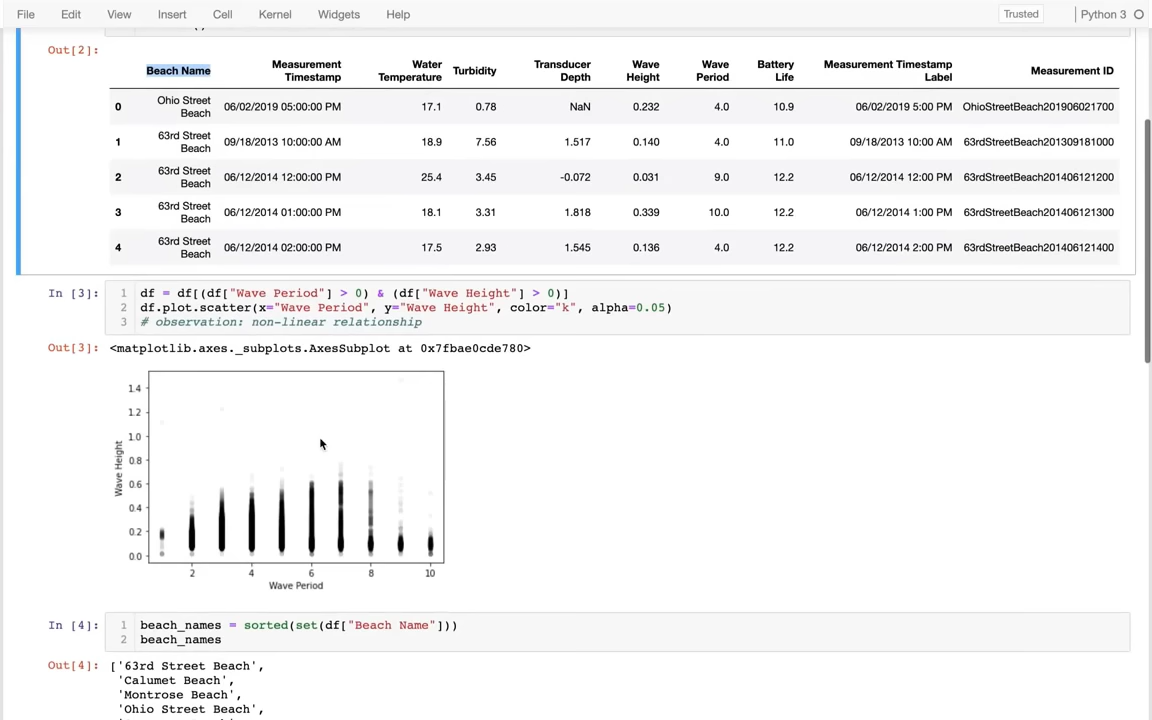 File Edit View Insert Cell Kernel Widgets Help Trusted Python 3
Out[2]:
Beach Name Measurement Timestamp Water Temperature Turbidity Transducer Depth Wave Height Wave Period Battery Life Measurement Timestamp Label Measurement ID
0 Ohio Street Beach 06/02/2019 05:00:00 PM 17.1 0.78 NaN 0.232 4.0 10.9 06/02/2019 5:00 PM OhioStreetBeach201906021700
1 63rd Street Beach 09/18/2013 10:00:00 AM 18.9 7.56 1.517 0.140 4.0 11.0 09/18/2013 10:00 AM 63rdStreetBeach201309181000
2 63rd Street Beach 06/12/2014 12:00:00 PM 25.4 3.45 -0.072 0.031 9.0 12.2 06/12/2014 12:00 PM 63rdStreetBeach201406121200
3 63rd Street Beach 06/12/2014 01:00:00 PM 18.1 3.31 1.818 0.339 10.0 12.2 06/12/2014 1:00 PM 63rdStreetBeach201406121300
4 63rd Street Beach 06/12/2014 02:00:00 PM 17.5 2.93 1.545 0.136 4.0 12.2 06/12/2014 2:00 PM 63rdStreetBeach201406121400
In [3]: 1 df = df[(df["Wave Period"] > 0) & (df["Wave Height"] > 0)]
2 df.plot.scatter(x="Wave Period", y="Wave Height", color="k", alpha=0.05)
3 # observation: non-linear relationship
Out[3]: <matplotlib.axes._subplots.AxesSubplot at 0x7fbae0cde780>
1.4
1.2
1.0
0.8
0.6
0.4
0.2
0.0
Wave Height
2 4 6 8 10
Wave Period
In [4]: 1 beach_names = sorted(set(df["Beach Name"]))
2 beach_names
Out[4]: ['63rd Street Beach',
'Calumet Beach',
'Montrose Beach',
'Ohio Street Beach',